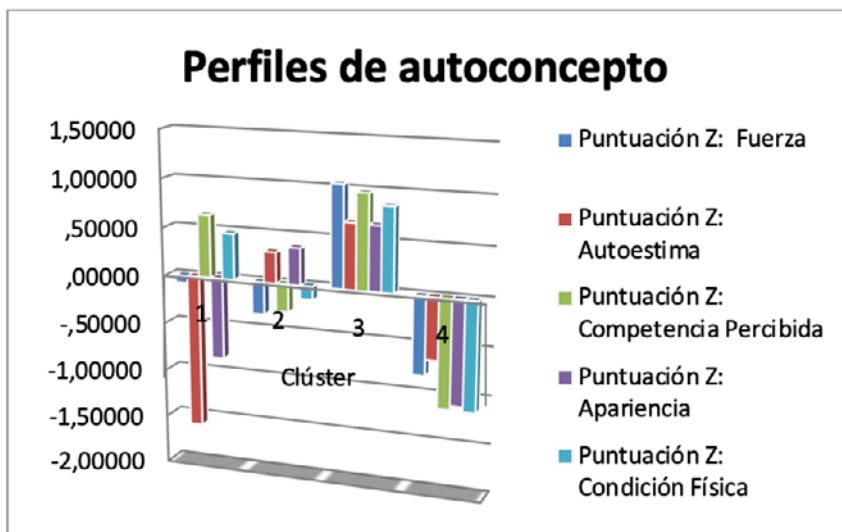 Perfiles de autoconcepto
1,50000
1,00000
,50000
,00000
-,50000
-1,00000
-1,50000
-2,00000
1
2
3
4
Clúster
Puntuación Z: Fuerza
Puntuación Z:
Autoestima
Puntuación Z:
Competencia Percibida
Puntuación Z:
Apariencia
Puntuación Z:
Condición Física